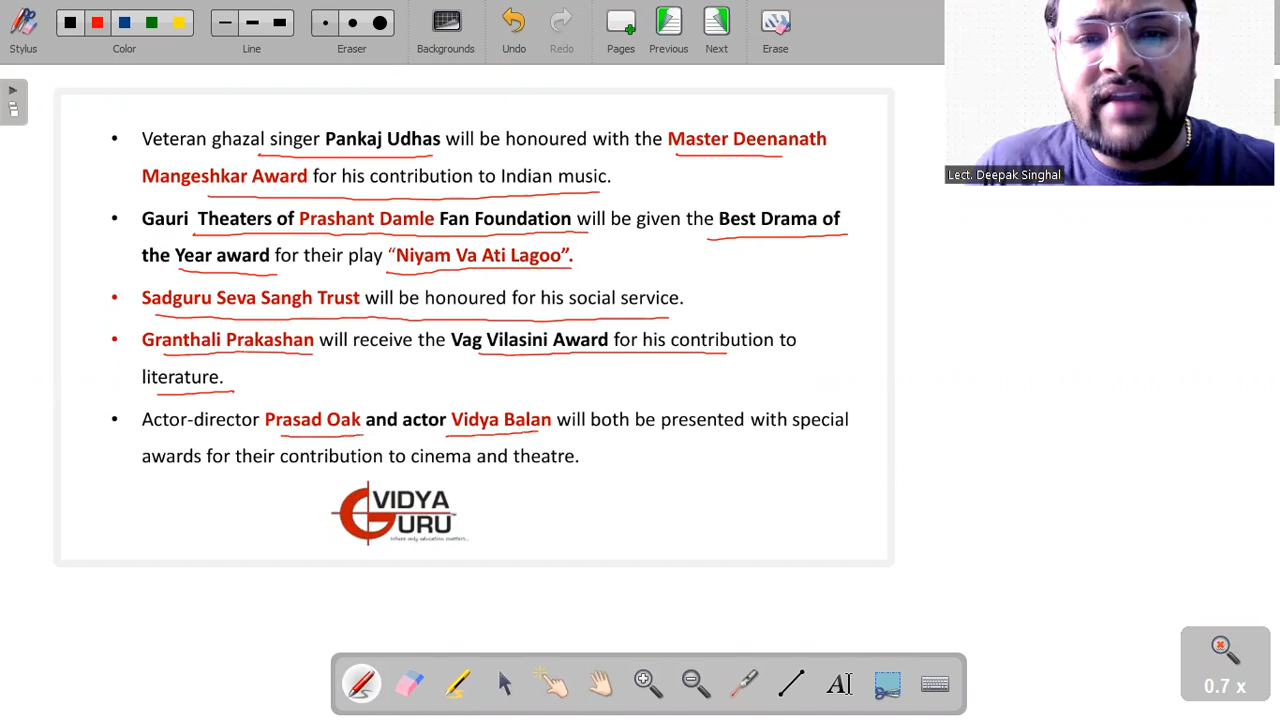 Stylus
Color
Line
Eraser
Backgrounds
Undo
Redo
Pages
Previous
Next
Erase
Lect. Deepak Singhal
• Veteran ghazal singer Pankaj Udhas will be honoured with the Master Deenanath
Mangeshkar Award for his contribution to Indian music.
• Gauri Theaters of Prashant Damle Fan Foundation will be given the Best Drama of
the Year award for their play “Niyam Va Ati Lagoo”.
• Sadguru Seva Sangh Trust will be honoured for his social service.
• Granthali Prakashan will receive the Vag Vilasini Award for his contribution to
literature.
• Actor-director Prasad Oak and actor Vidya Balan will both be presented with special
awards for their contribution to cinema and theatre.
VIDYA
GURU
Where only education matters...
AI
0.7 x